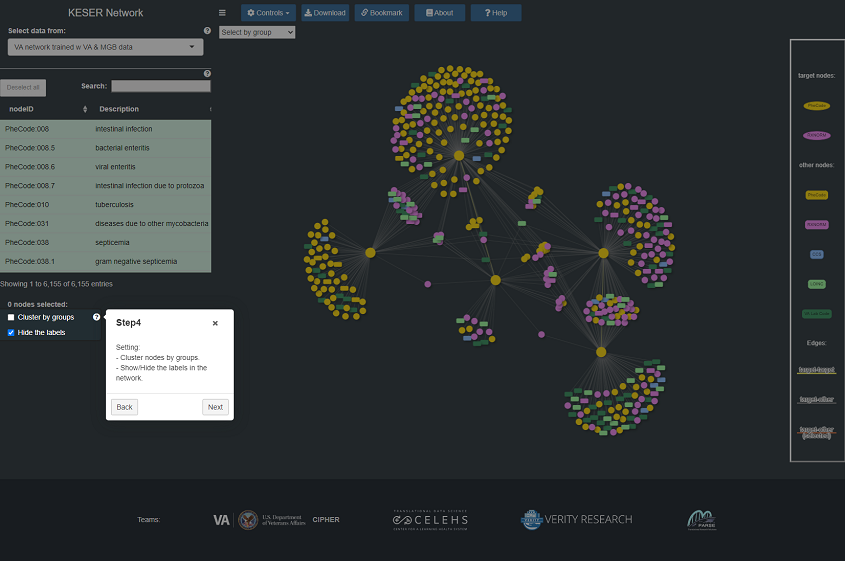 KESER Network
Controls
Download
Bookmark
About
Help
Select data from:
?
Select by group
VA network trained w VA & MGB data
?
Deselect all
Search:
nodeID Description
PheCode:008 intestinal infection
PheCode:008.5 bacterial enteritis
PheCode:008.6 viral enteritis
PheCode:008.7 intestinal infection due to protozoa
PheCode:010 tuberculosis
PheCode:031 diseases due to other mycobacteria
PheCode:038 septicemia
PheCode:038.1 gram negative septicemia
Showing 1 to 6,155 of 6,155 entries
0 nodes selected:
Cluster by groups
?
Hide the labels
Step4
×
Setting:
- Cluster nodes by groups.
- Show/Hide the labels in the
network.
Back
Next
target nodes:
PheCode
RXNORM
other nodes:
PheCode
RXNORM
CCS
LOINC
Edges:
target-target
target-other
target-other
(selected)
Teams:
VA
U.S. Department
of Veterans Affairs
CIPHER
TRANSLATIONAL DATA SCIENCE
CELEHS
CENTER FOR A LEARNING HEALTH SYSTEM
VERITY RESEARCH
PARSE